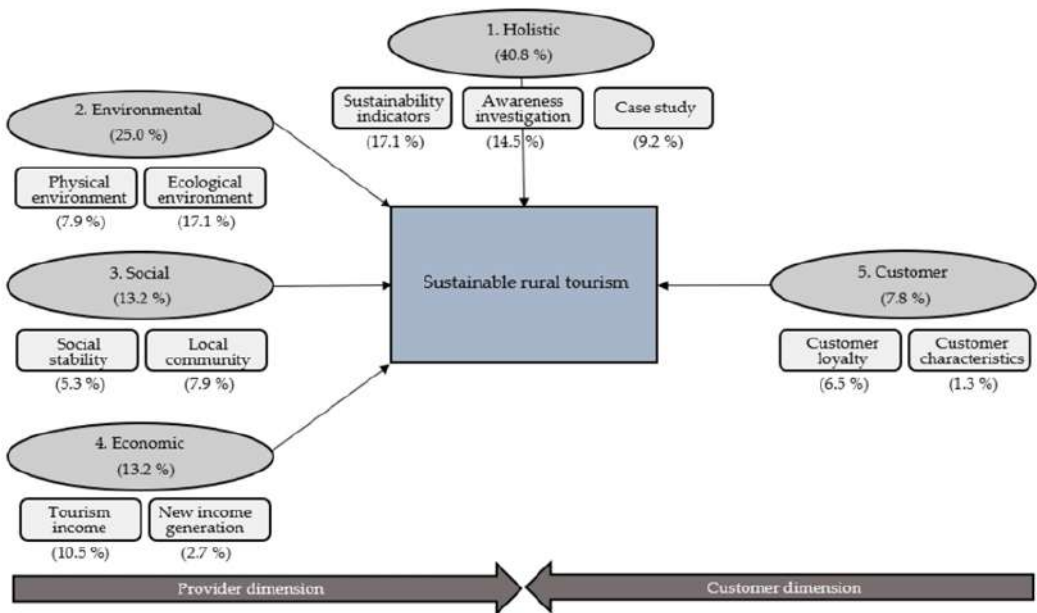 1. Holistic
(40.8 %)
Sustainability
indicators
(17.1 %)
Awareness
investigation
(14.5 %)
Case study
(9.2 %)
2. Environmental
(25.0 %)
Physical
environment
(7.9 %)
Ecological
environment
(17.1 %)
3. Social
(13.2 %)
Social
stability
(5.3 %)
Local
community
(7.9 %)
4. Economic
(13.2 %)
Tourism
income
(10.5 %)
New income
generation
(2.7 %)
Sustainable rural tourism
5. Customer
(7.8 %)
Customer
loyalty
(6.5 %)
Customer
characteristics
(1.3 %)
Provider dimension
Customer dimension